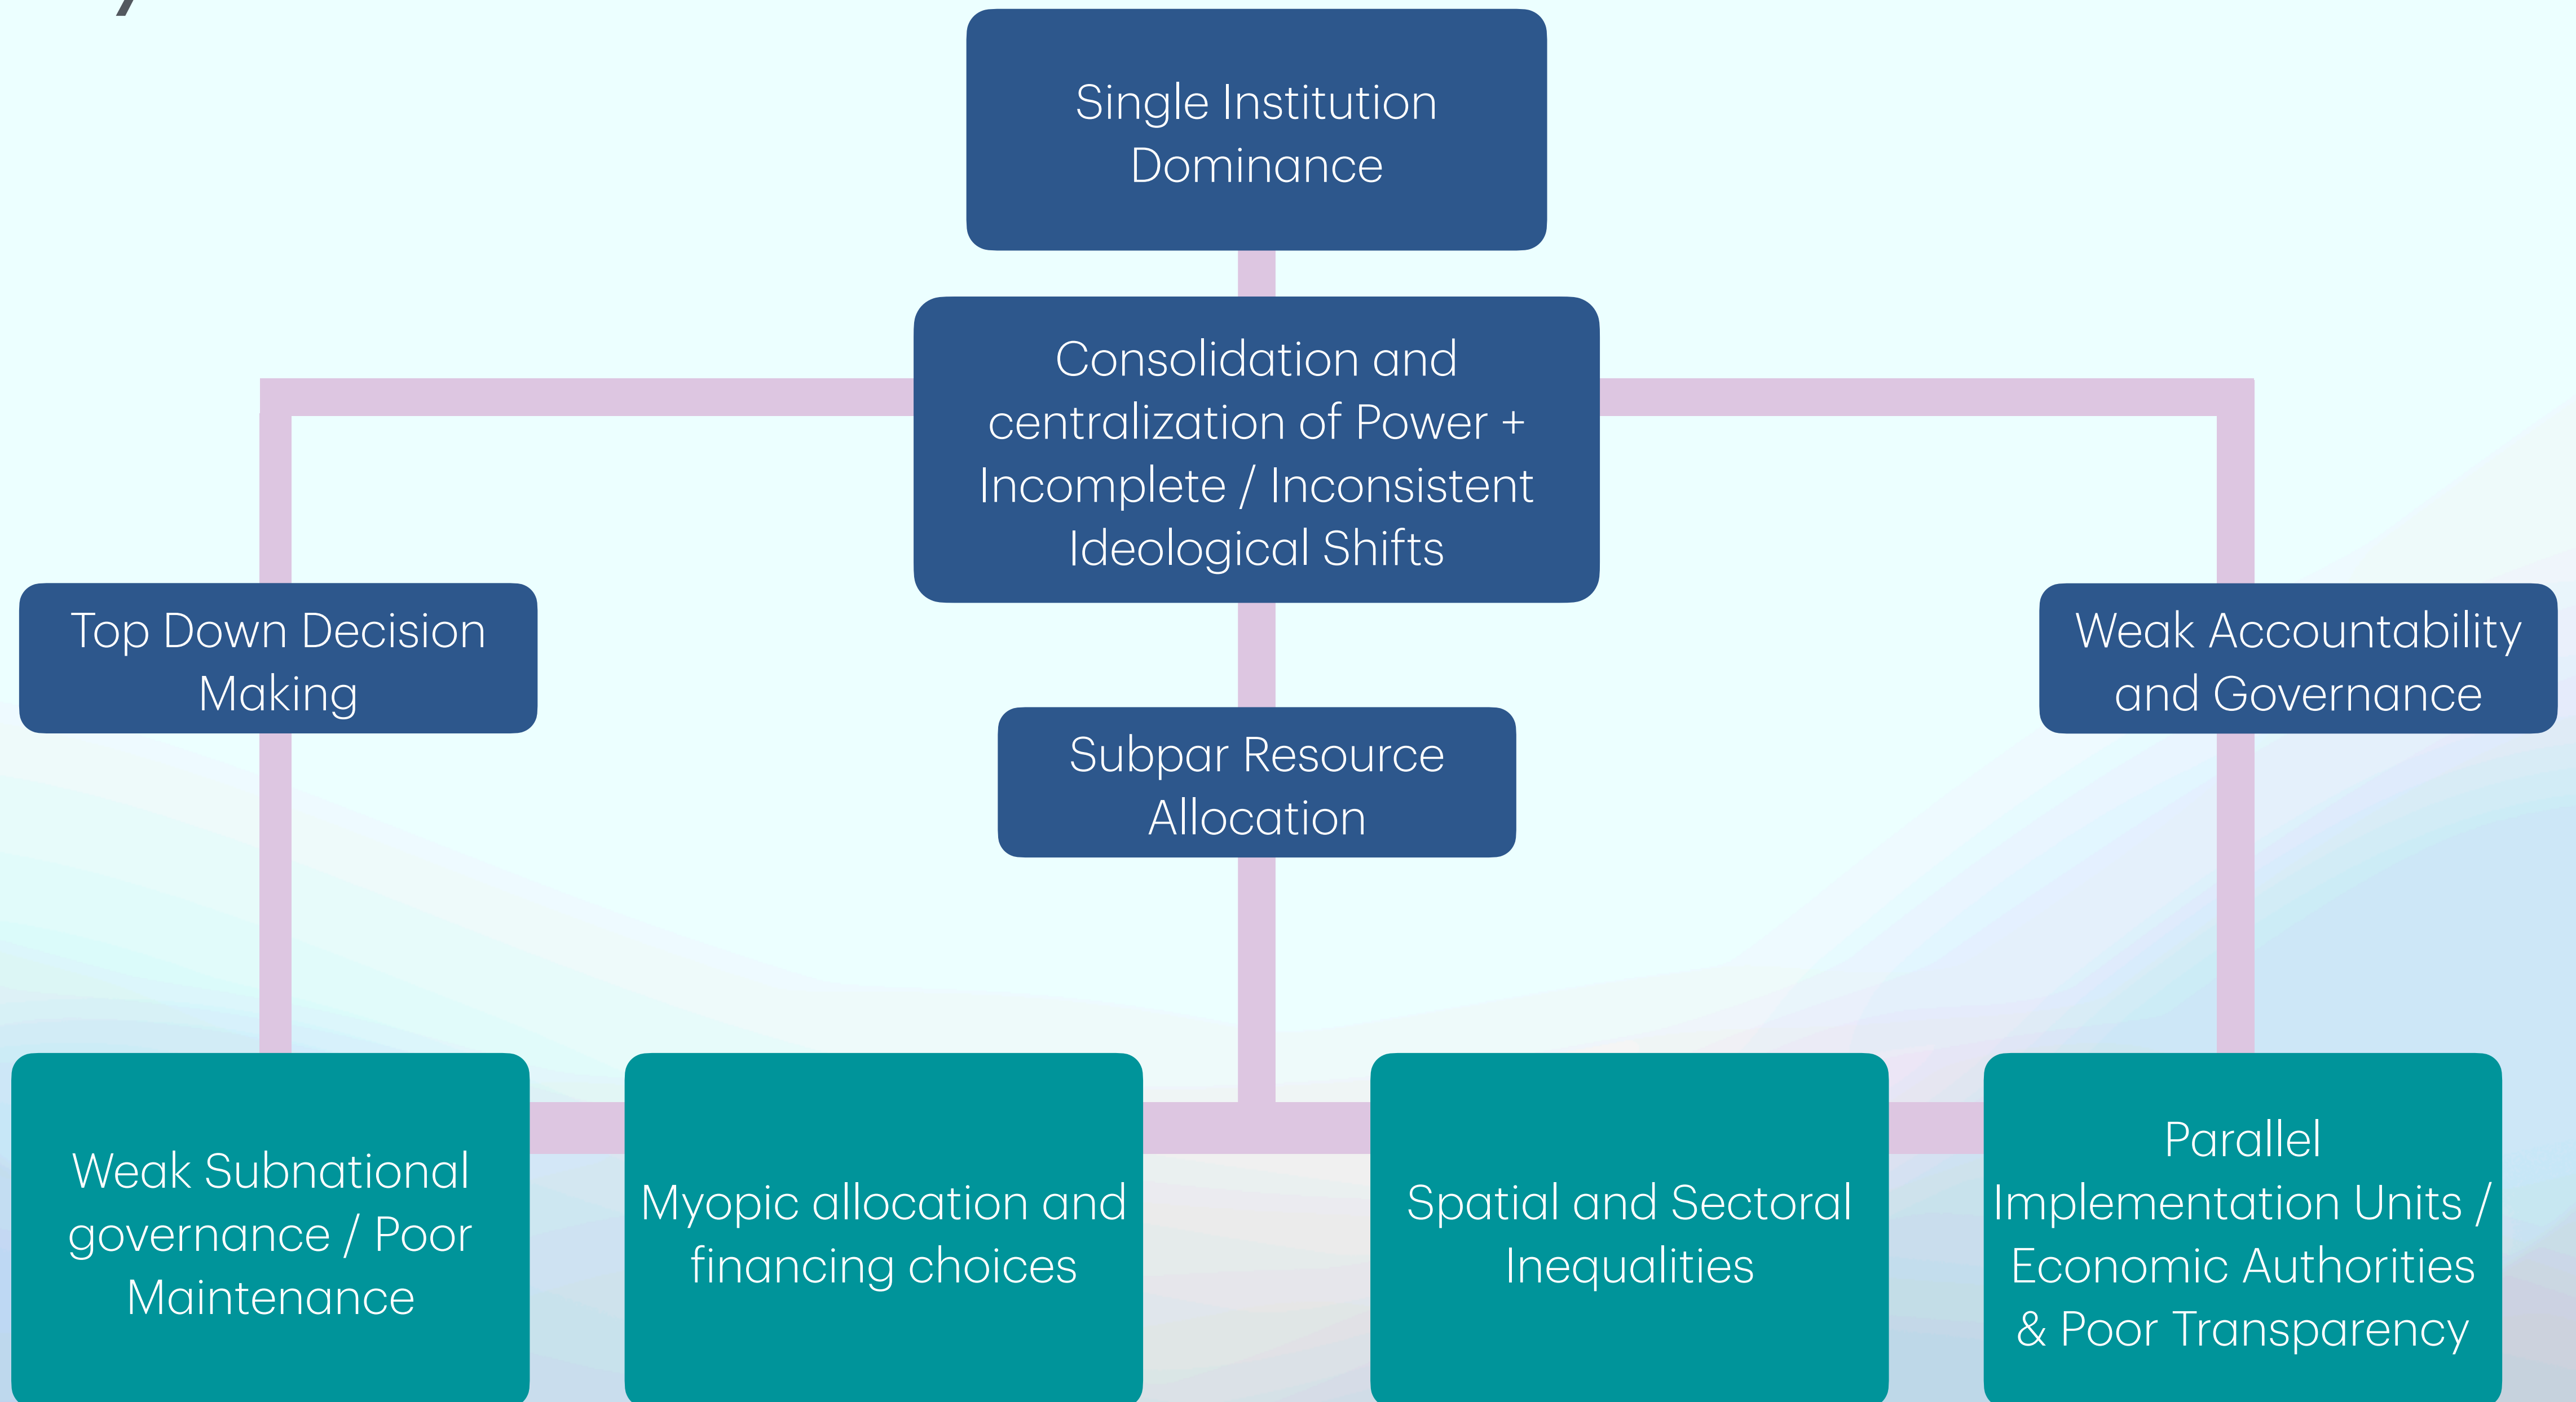 Single Institution
Dominance
Consolidation and
centralization of Power +
Incomplete / Inconsistent
Ideological Shifts
Top Down Decision
Making
Weak Accountability
and Governance
Subpar Resource
Allocation
Weak Subnational
governance / Poor
Maintenance
Myopic allocation and
financing choices
Spatial and Sectoral
Inequalities
Parallel
Implementation Units /
Economic Authorities
& Poor Transparency